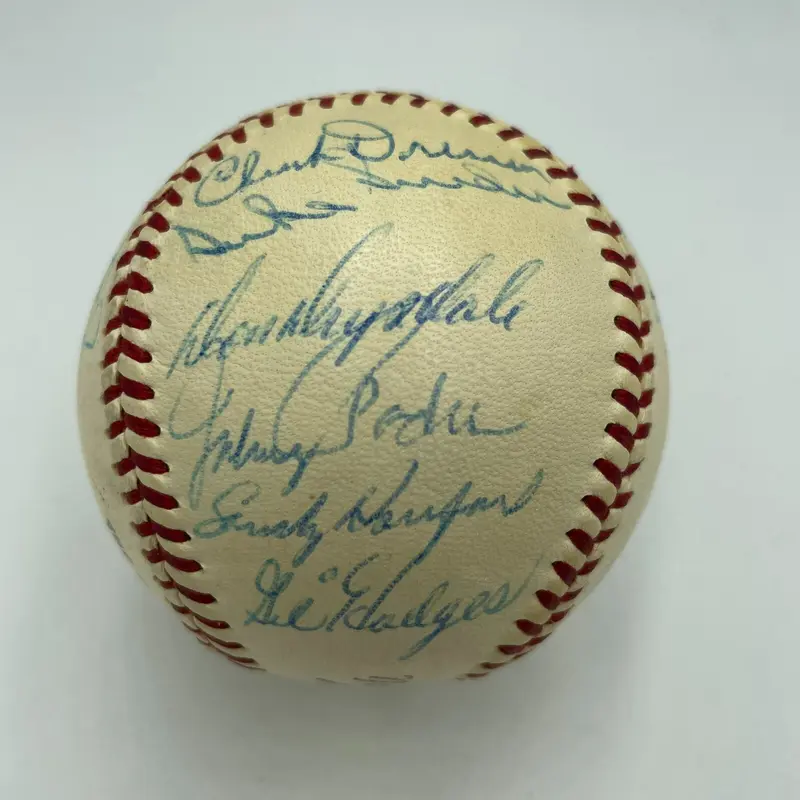 Chuck Dressen
Duke Snider
Don Drysdale
Johnny Podres
Sandy Koufax
Gil Hodges